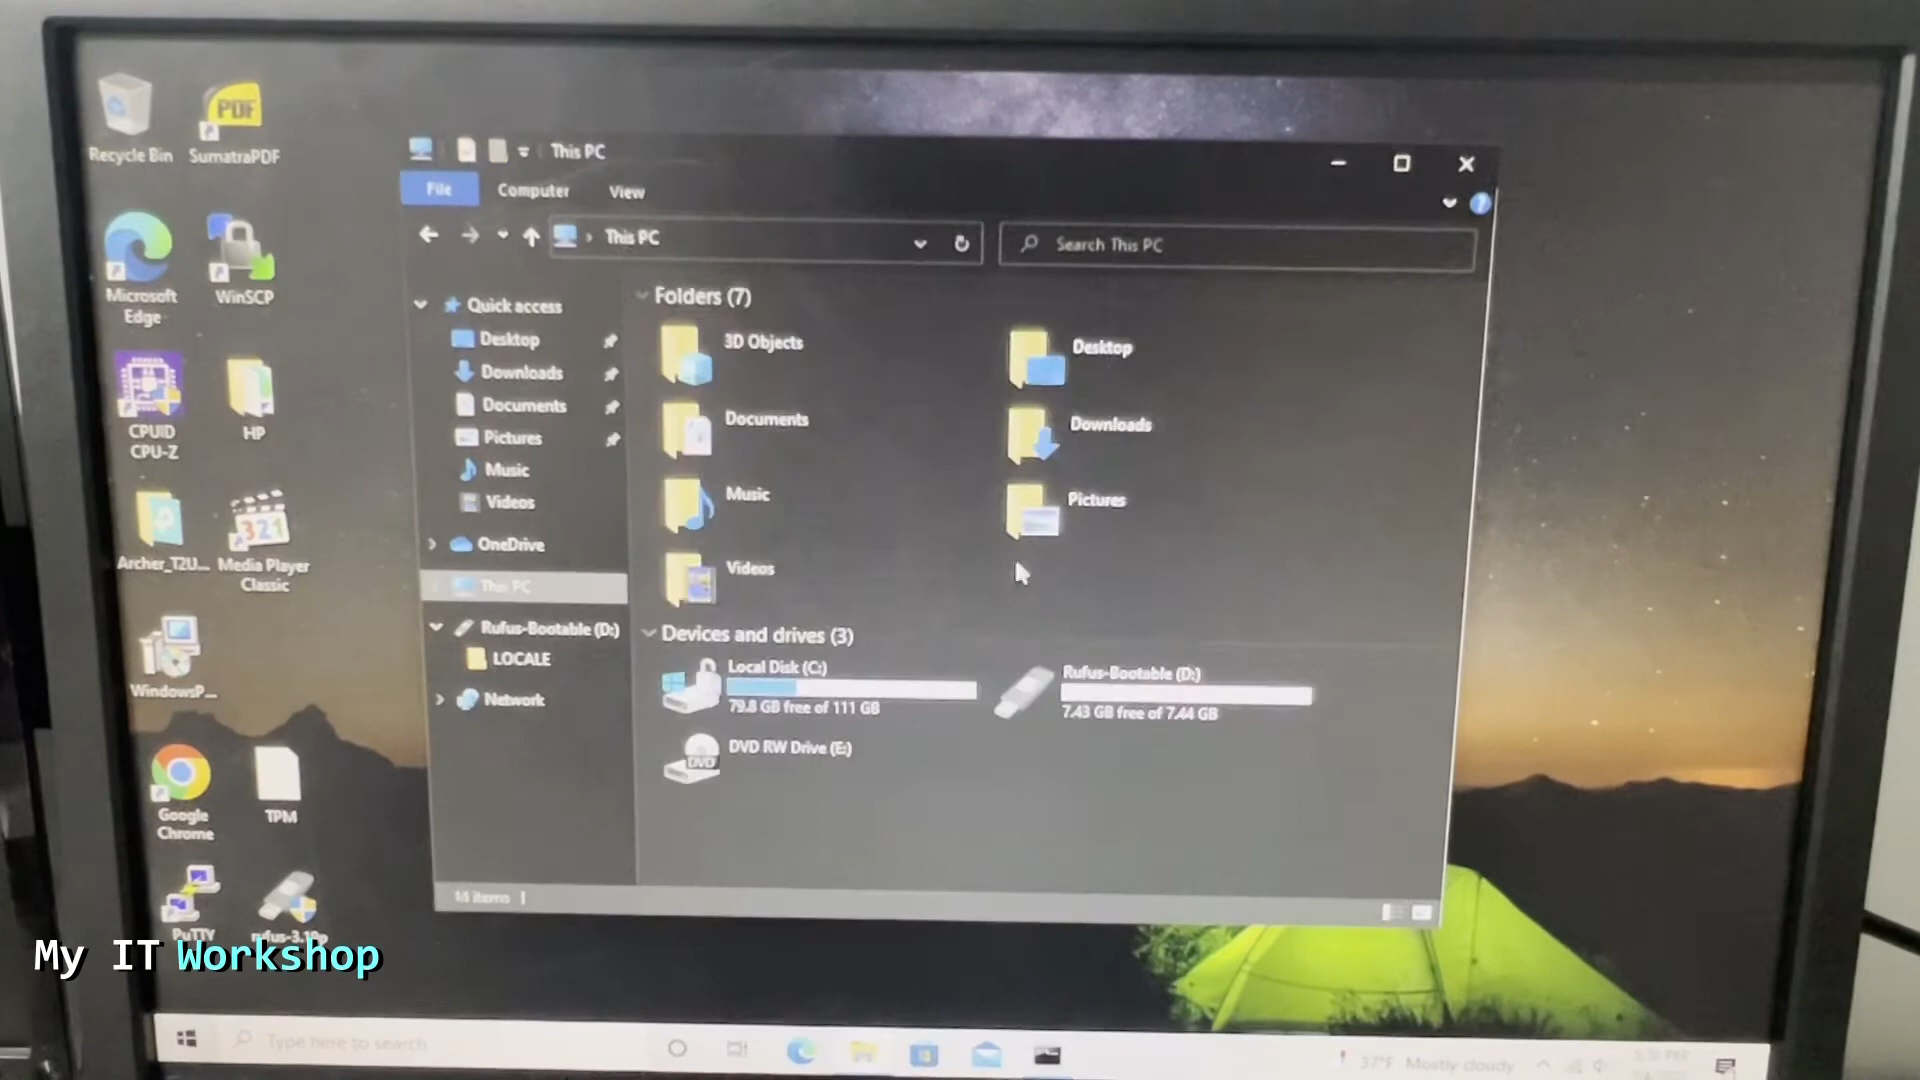 PDF
Recycle Bin
SumatraPDF
Microsoft
Edge
WinSCP
CPUID
CPU-Z
HP
321
Archer_T2U...
Media Player
Classic
WindowsP...
Google
Chrome
TPM
PuTTY
rufus-3.19p
This PC
File
Computer
View
This PC
Search This PC
Quick access
Desktop
Downloads
Documents
Pictures
Music
Videos
OneDrive
This PC
Rufus-Bootable (D:)
LOCALE
Network
Folders (7)
3D Objects
Desktop
Documents
Downloads
Music
Pictures
Videos
Devices and drives (3)
Local Disk (C:)
79.8 GB free of 111 GB
Rufus-Bootable (D:)
7.43 GB free of 7.44 GB
DVD
DVD RW Drive (E:)
items
My IT Workshop
Type here to search
37°F Mostly cloudy